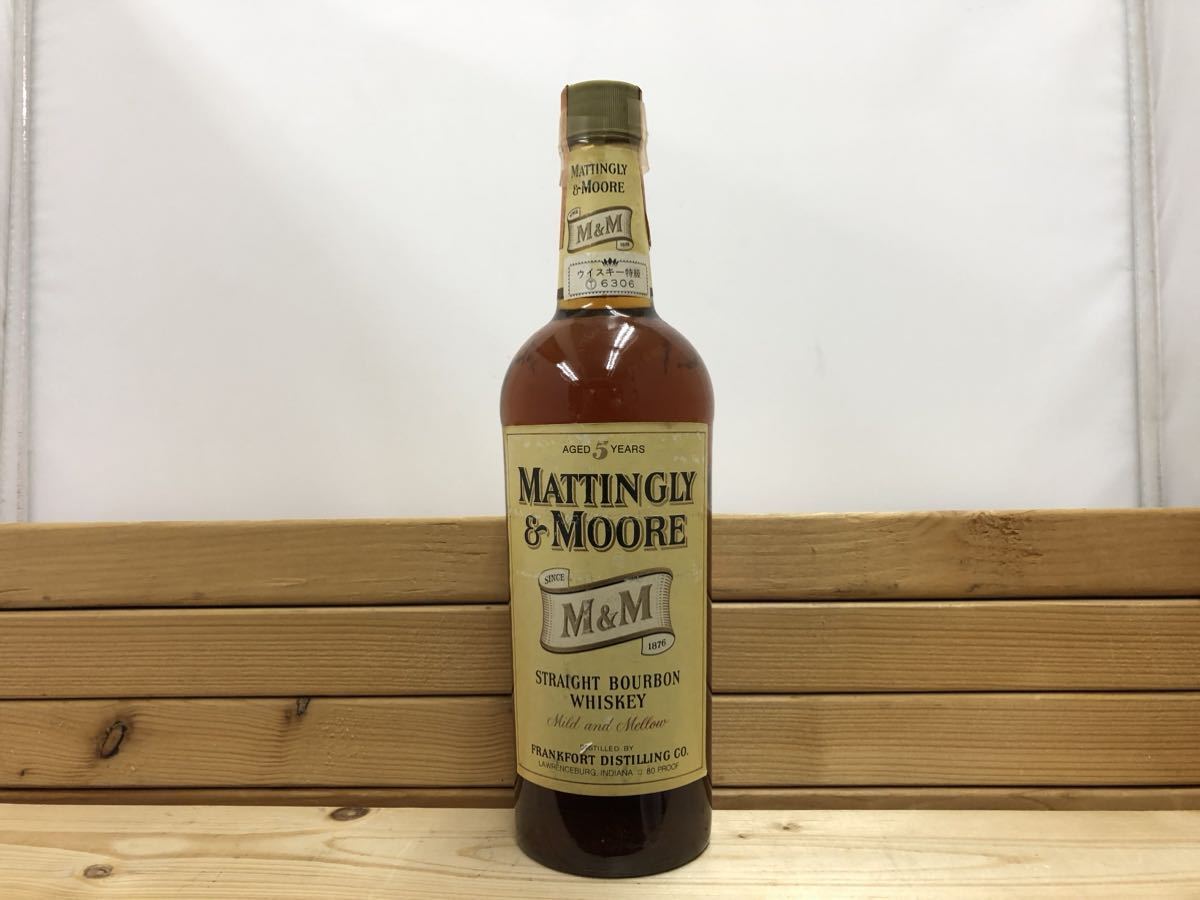 MATTINGLY
& MOORE
M&M
ウイスキー特級
Ⓣ 6306
AGED 5 YEARS
MATTINGLY
& MOORE
SINCE
M&M
1876
STRAIGHT BOURBON
WHISKEY
Mild and Mellow
DISTILLED BY
FRANKFORT DISTILLING CO.
LAWRENCEBURG, INDIANA □ 80 PROOF